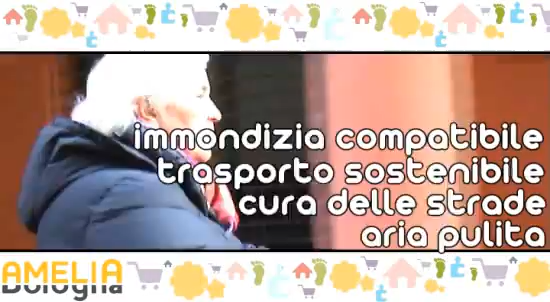 immondizia compatibile
trasporto sostenibile
cura delle strade
aria pulita
AMELIA
Bologna